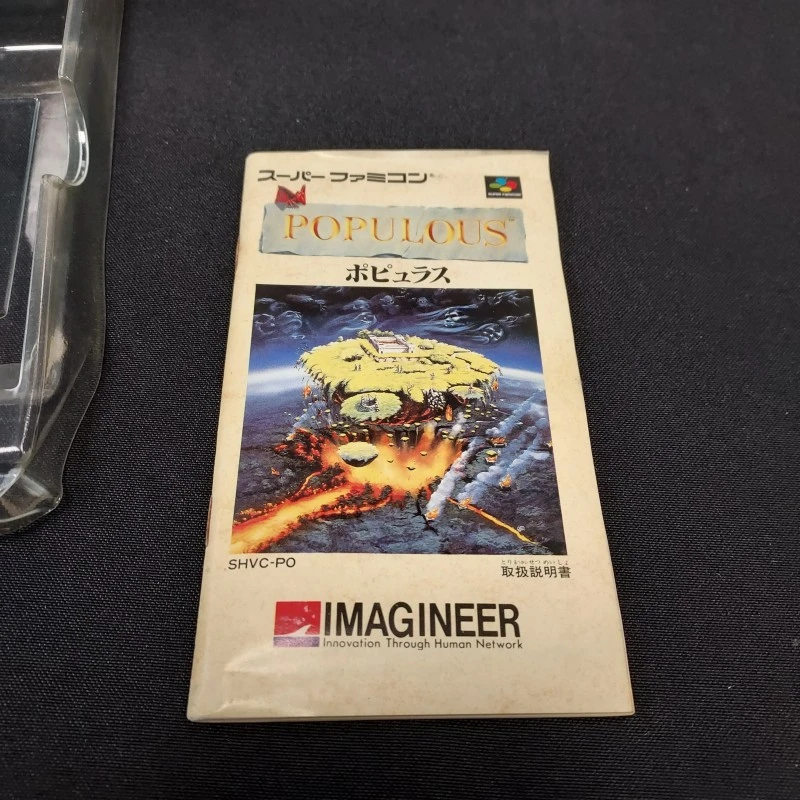 スーパーファミコン®
POPULOUS™
ポピュラス
SHVC-PO
とりあつかいせつめいしょ
取扱説明書
IMAGINEER
Innovation Through Human Network